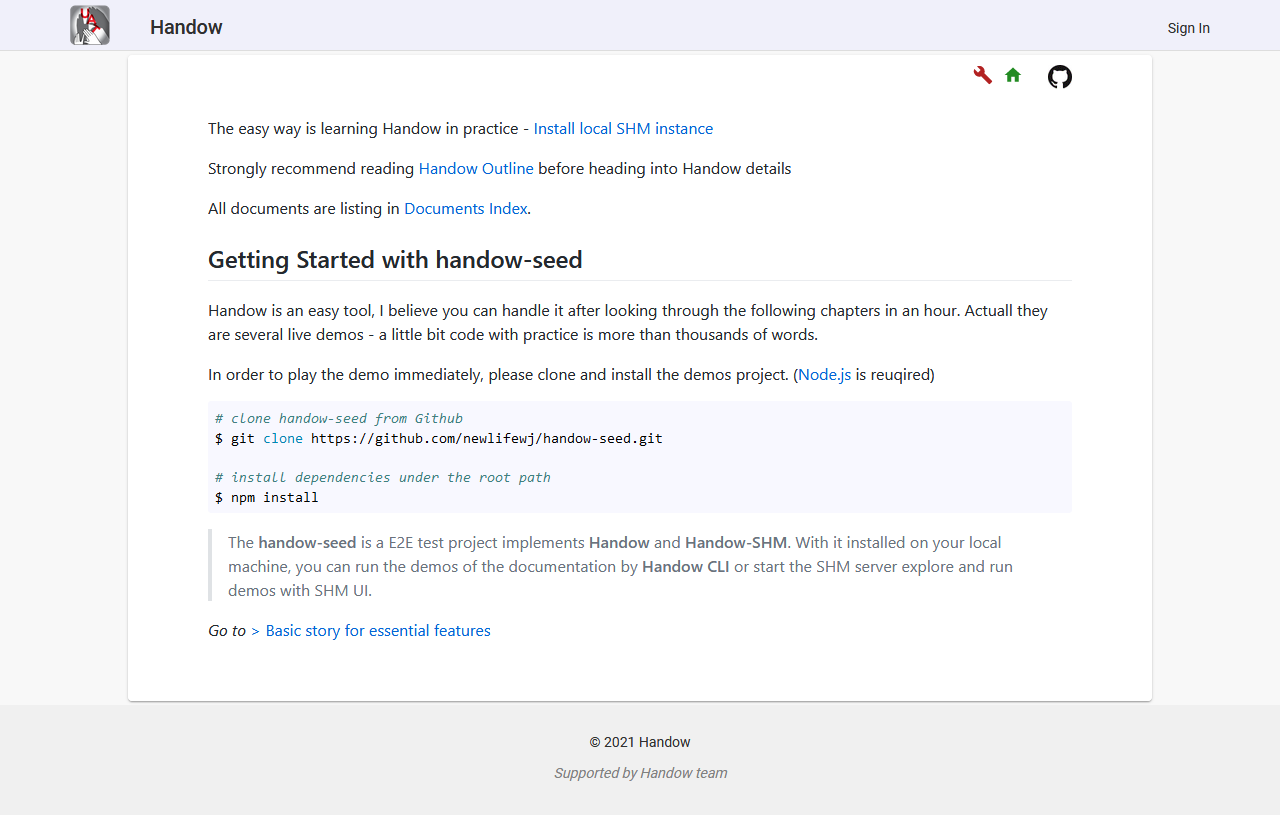 UA
Handow
Sign In
The easy way is learning Handow in practice - Install local SHM instance
Strongly recommend reading Handow Outline before heading into Handow details
All documents are listing in Documents Index.
Getting Started with handow-seed
Handow is an easy tool, I believe you can handle it after looking through the following chapters in an hour. Actuall they
are several live demos - a little bit code with practice is more than thousands of words.
In order to play the demo immediately, please clone and install the demos project. (Node.js is reuqired)
# clone handow-seed from Github
$ git clone https://github.com/newlifewj/handow-seed.git
# install dependencies under the root path
$ npm install
The handow-seed is a E2E test project implements Handow and Handow-SHM. With it installed on your local
machine, you can run the demos of the documentation by Handow CLI or start the SHM server explore and run
demos with SHM UI.
Go to > Basic story for essential features
© 2021 Handow
Supported by Handow team